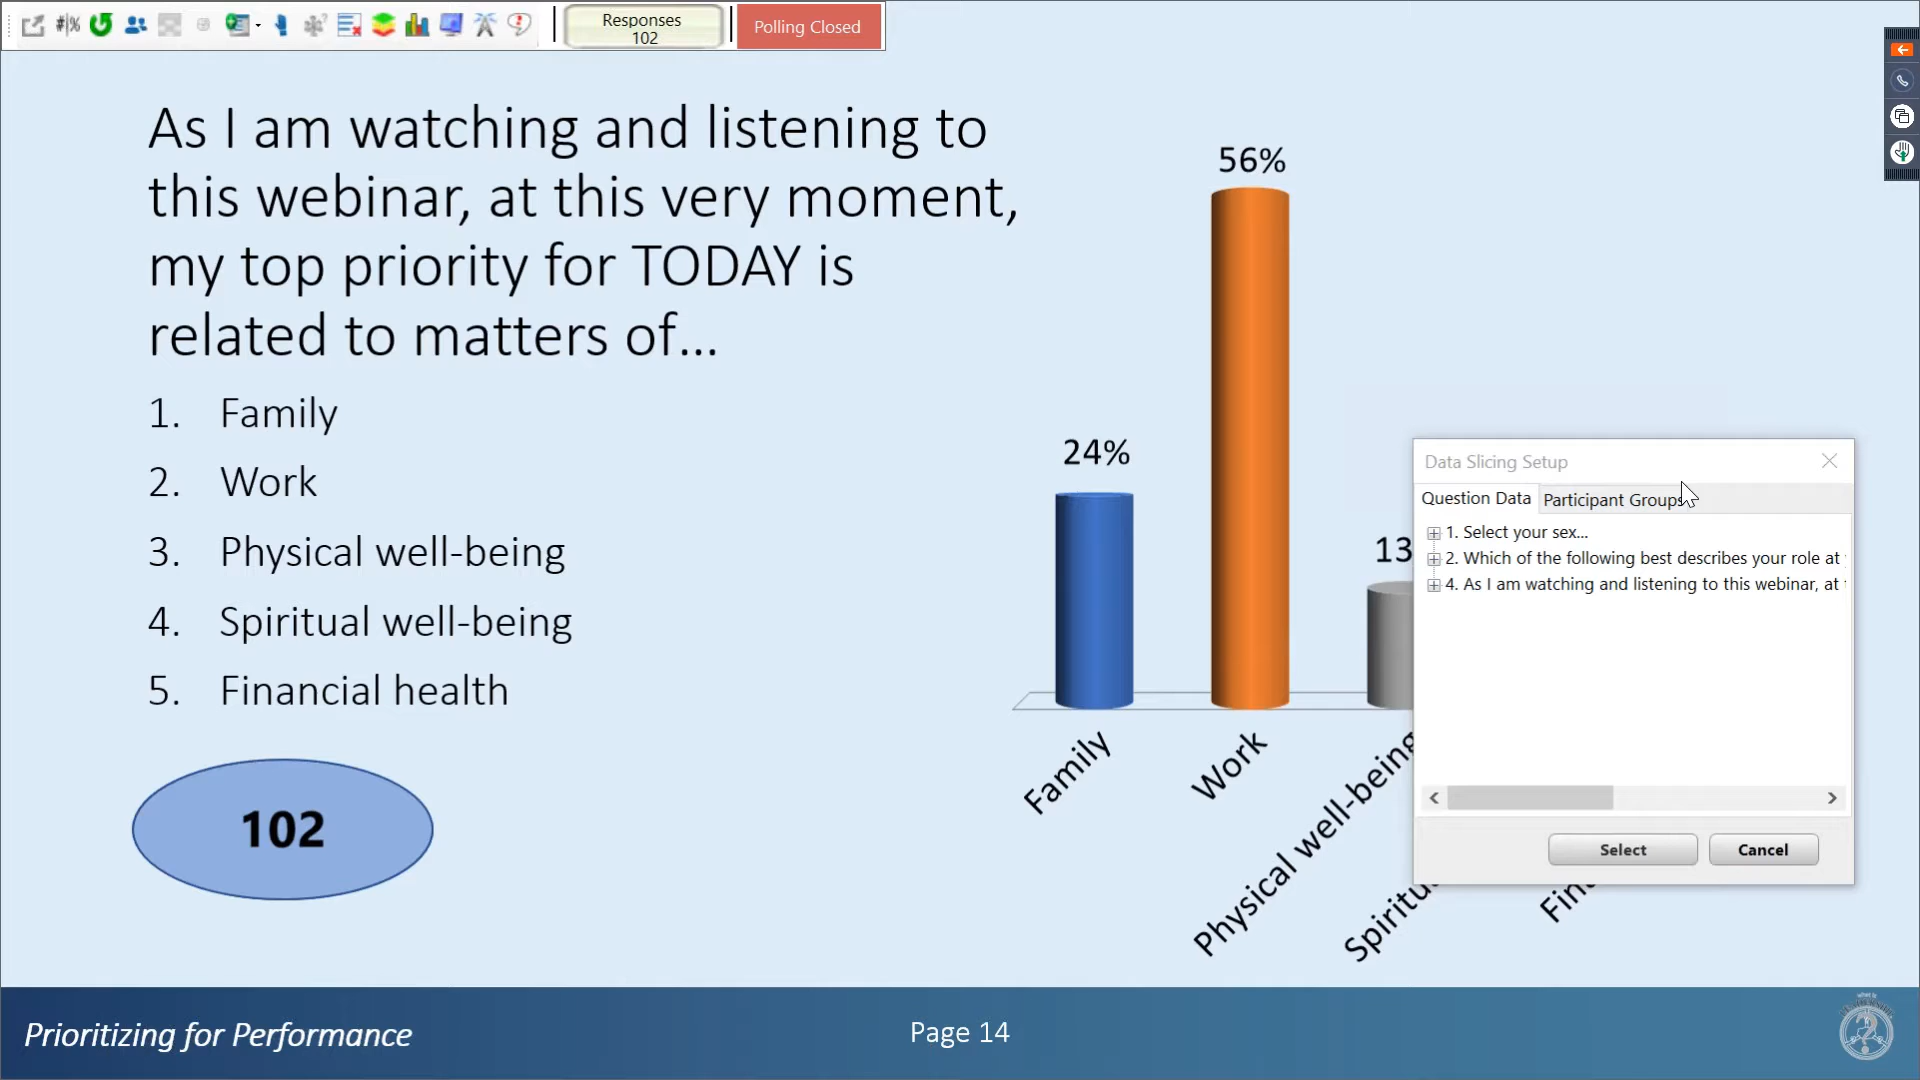 #|%
Responses
102
Polling Closed
As I am watching and listening to
this webinar, at this very moment,
my top priority for TODAY is
related to matters of...
1. Family
2. Work
3. Physical well-being
4. Spiritual well-being
5. Financial health
102
24%
56%
13
Family
Work
Physical well-being
Spiritu
Fin
Data Slicing Setup
Question Data
Participant Groups
1. Select your sex...
2. Which of the following best describes your role at
4. As I am watching and listening to this webinar, at
Select
Cancel
Prioritizing for Performance
Page 14